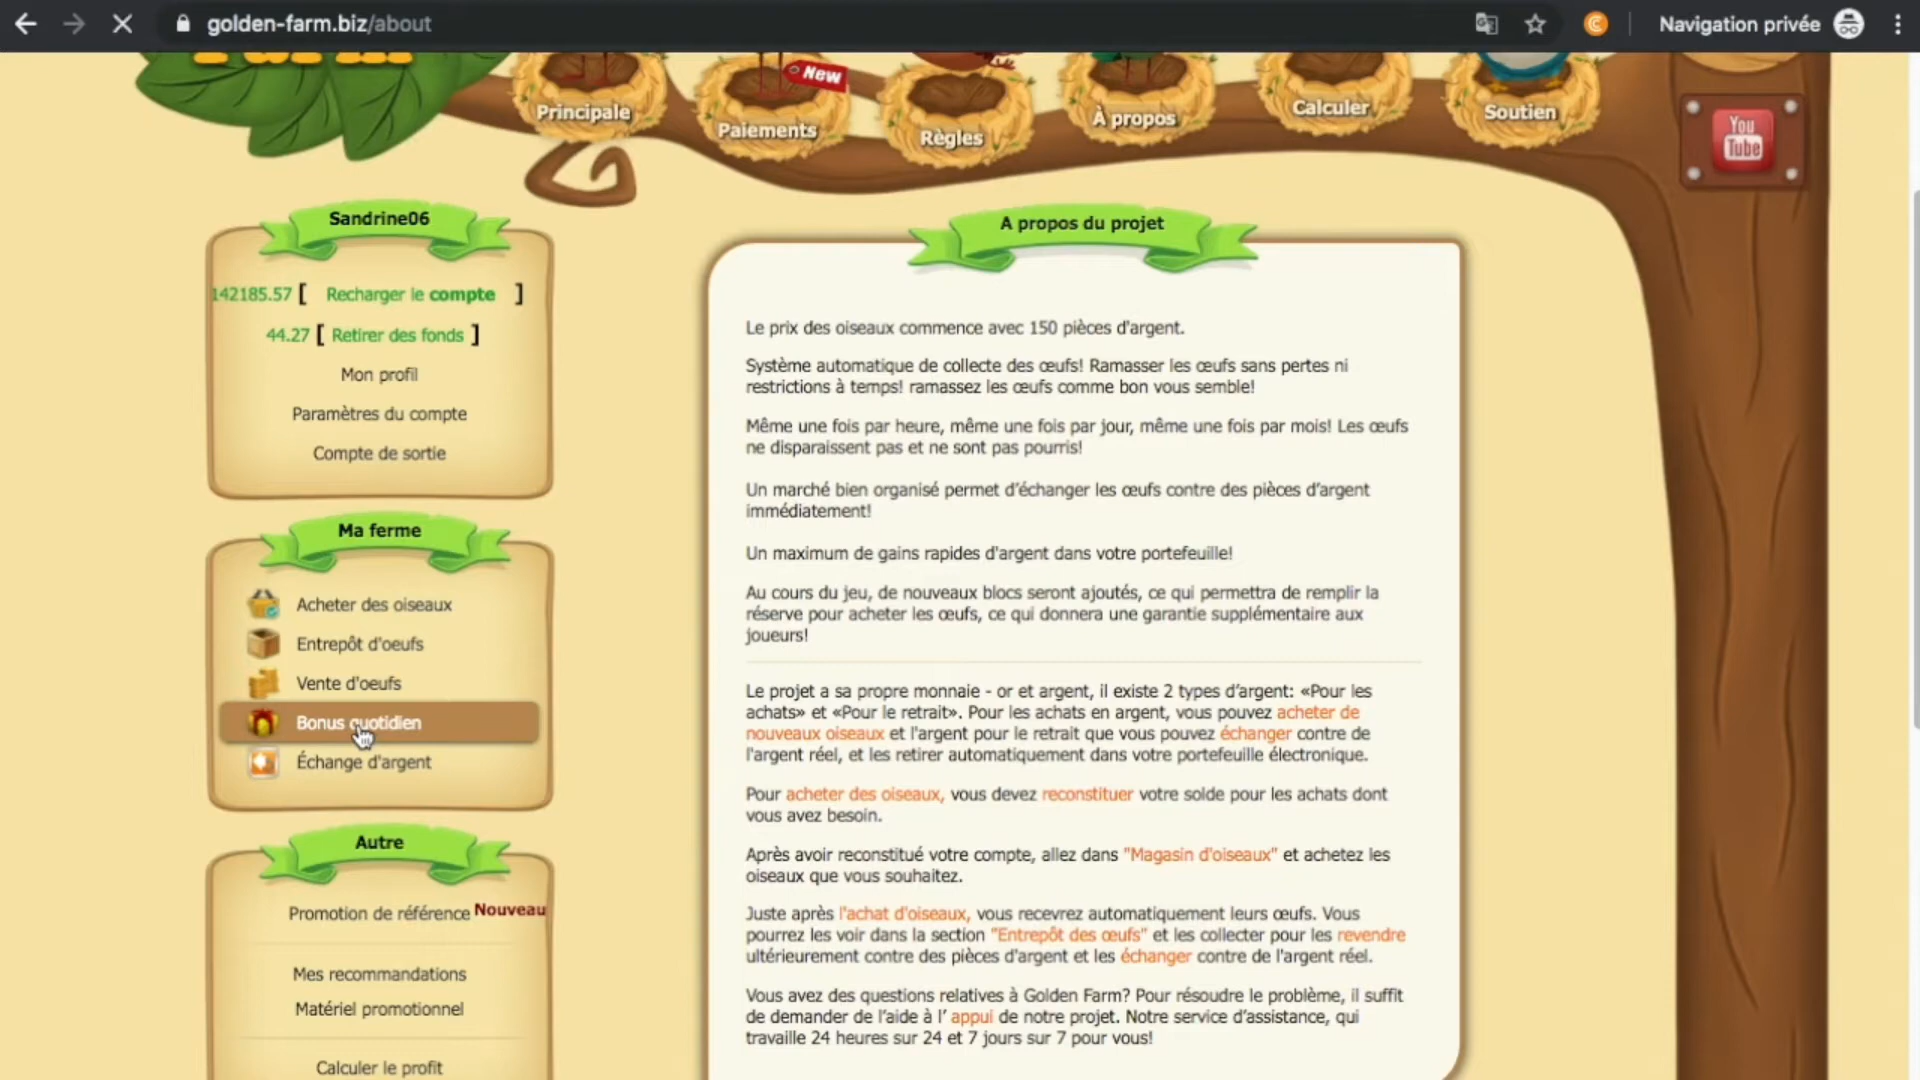 golden-farm.biz/about
Navigation privée
New
Principale
Paiements
Règles
À propos
Calculer
Soutien
You
Tube
Sandrine06
142185.57 [ Recharger le compte ]
44.27 [ Retirer des fonds ]
Mon profil
Paramètres du compte
Compte de sortie
Ma ferme
Acheter des oiseaux
Entrepôt d'oeufs
Vente d'oeufs
Bonus quotidien
Échange d'argent
Autre
Promotion de référence Nouveau
Mes recommandations
Matériel promotionnel
Calculer le profit
A propos du projet
Le prix des oiseaux commence avec 150 pièces d'argent.
Système automatique de collecte des œufs! Ramasser les œufs sans pertes ni
restrictions à temps! ramassez les œufs comme bon vous semble!
Même une fois par heure, même une fois par jour, même une fois par mois! Les œufs
ne disparaissent pas et ne sont pas pourris!
Un marché bien organisé permet d’échanger les œufs contre des pièces d’argent
immédiatement!
Un maximum de gains rapides d'argent dans votre portefeuille!
Au cours du jeu, de nouveaux blocs seront ajoutés, ce qui permettra de remplir la
réserve pour acheter les œufs, ce qui donnera une garantie supplémentaire aux
joueurs!
Le projet a sa propre monnaie - or et argent, il existe 2 types d’argent: «Pour les
achats» et «Pour le retrait». Pour les achats en argent, vous pouvez acheter de
nouveaux oiseaux et l'argent pour le retrait que vous pouvez échanger contre de
l'argent réel, et les retirer automatiquement dans votre portefeuille électronique.
Pour acheter des oiseaux, vous devez reconstituer votre solde pour les achats dont
vous avez besoin.
Après avoir reconstitué votre compte, allez dans "Magasin d'oiseaux" et achetez les
oiseaux que vous souhaitez.
Juste après l'achat d'oiseaux, vous recevrez automatiquement leurs œufs. Vous
pourrez les voir dans la section "Entrepôt des œufs" et les collecter pour les revendre
ultérieurement contre des pièces d'argent et les échanger contre de l'argent réel.
Vous avez des questions relatives à Golden Farm? Pour résoudre le problème, il suffit
de demander de l’aide à l’ appui de notre projet. Notre service d’assistance, qui
travaille 24 heures sur 24 et 7 jours sur 7 pour vous!